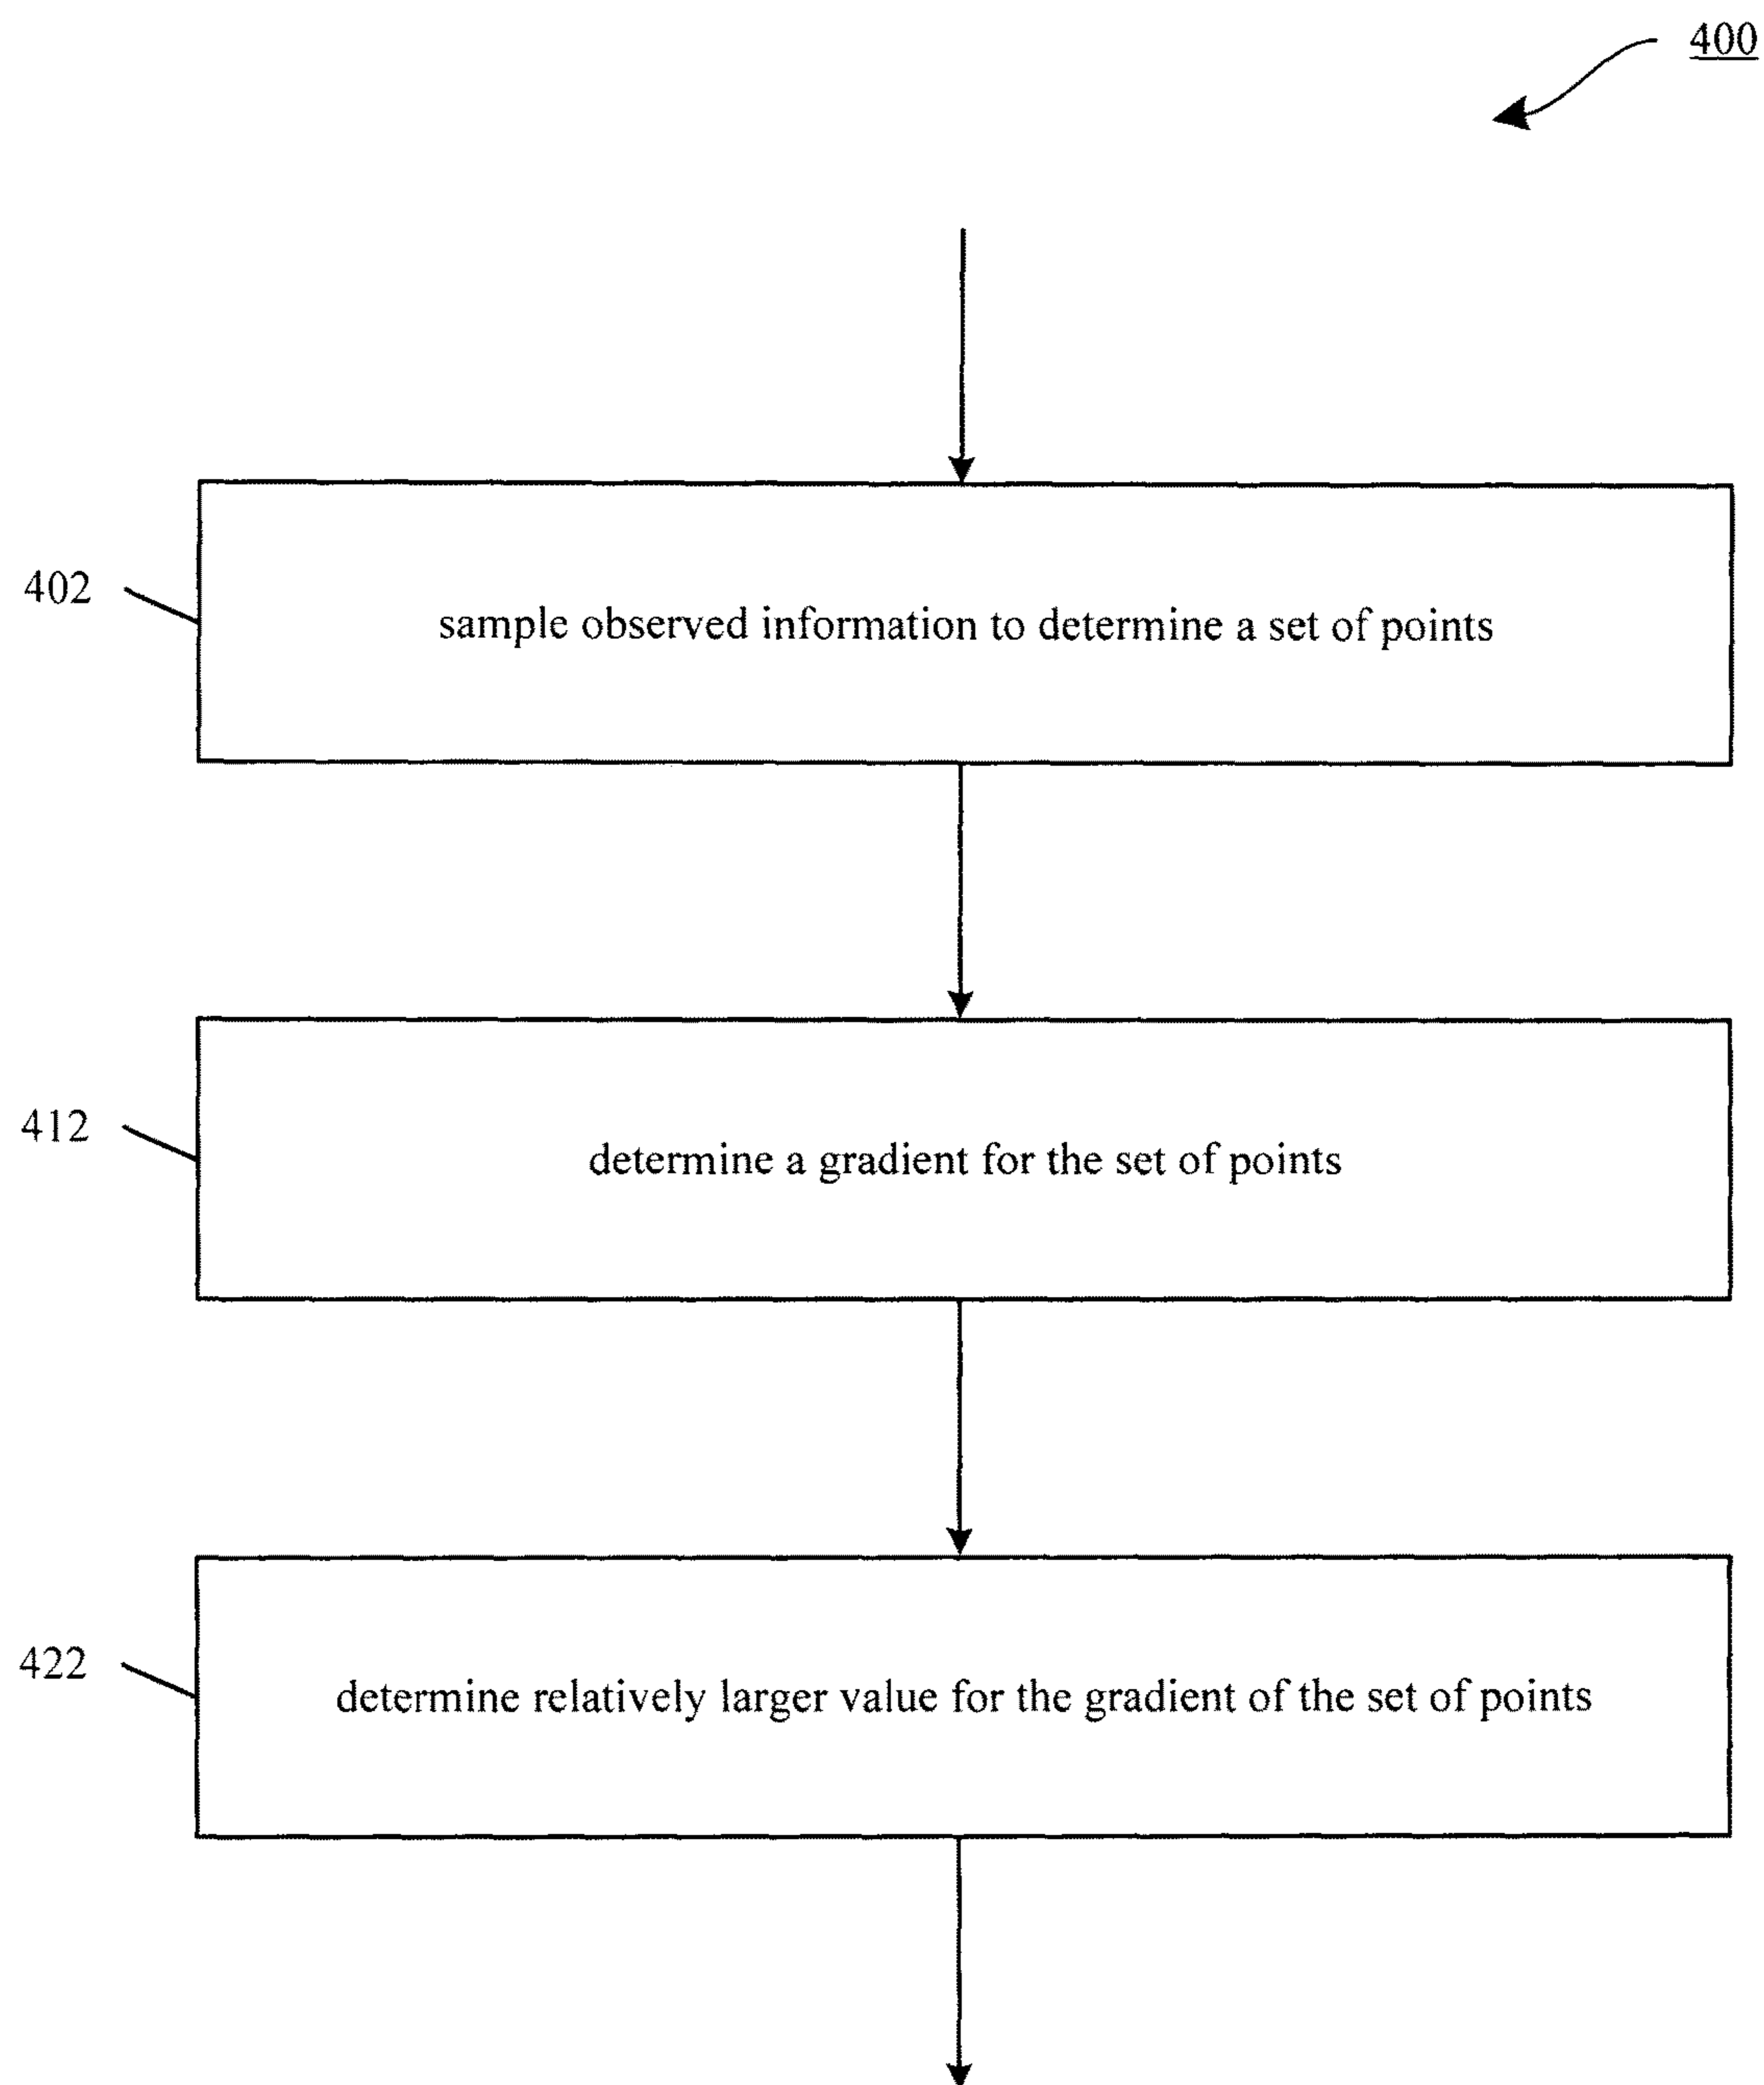 400
402
sample observed information to determine a set of points
412
determine a gradient for the set of points
422
determine relatively larger value for the gradient of the set of points